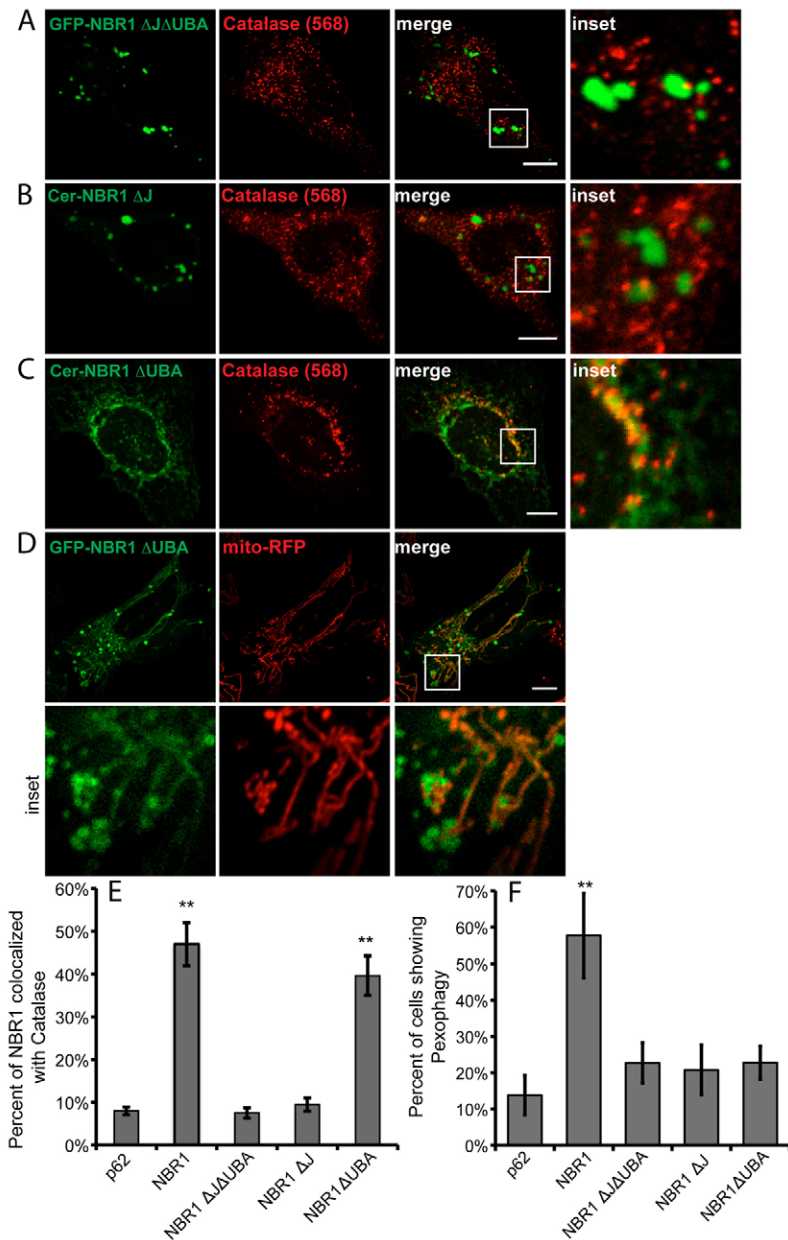 A GFP-NBR1 ΔJΔUBA Catalase (568) merge inset
B Cer-NBR1 ΔJ Catalase (568) merge inset
C Cer-NBR1 ΔUBA Catalase (568) merge inset
D GFP-NBR1 ΔUBA mito-RFP merge
inset
E
Percent of NBR1 colocalized
with Catalase
60%
50%
40%
30%
20%
10%
0%
**
**
p62
NBR1
NBR1 ΔJΔUBA
NBR1 ΔJ
NBR1ΔUBA
F
Percent of cells showing
Pexophagy
70%
60%
50%
40%
30%
20%
10%
0%
**
p62
NBR1
NBR1 ΔJΔUBA
NBR1 ΔJ
NBR1ΔUBA